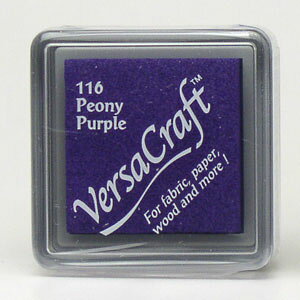 116
Peony
Purple
VersaCraft™
For fabric, paper,
wood and more!